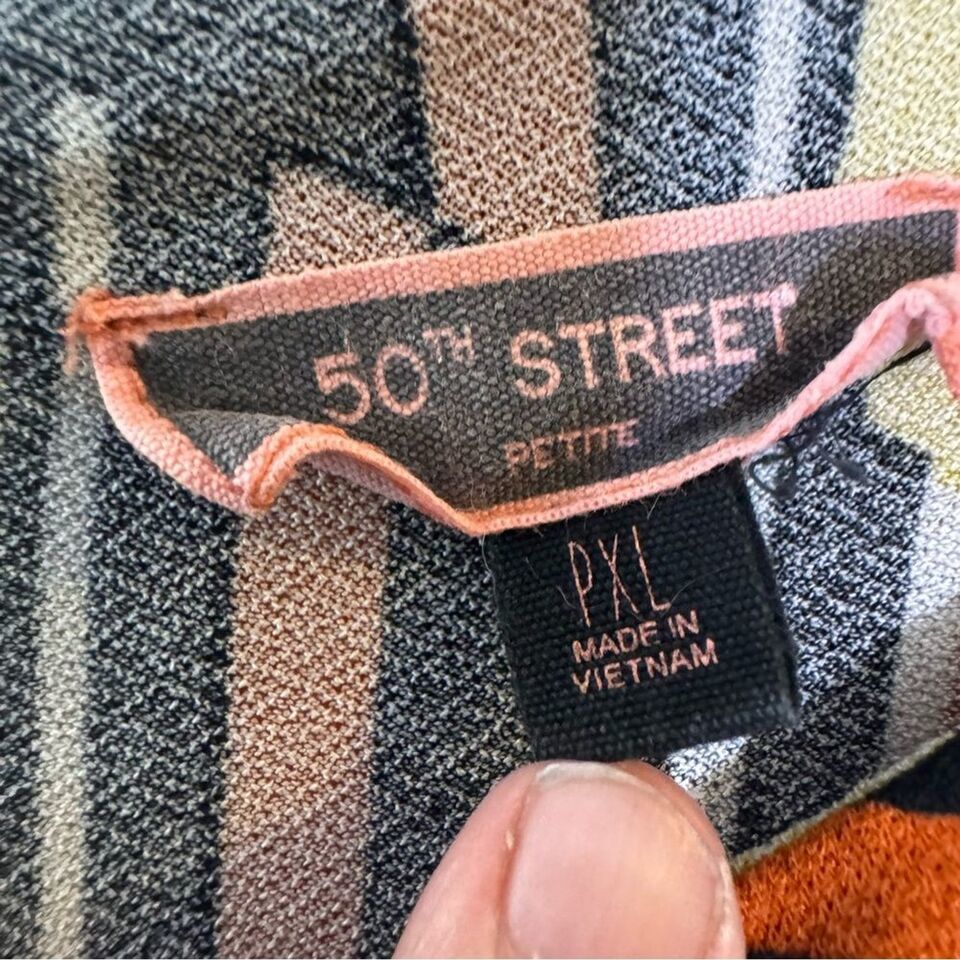 50TH STREET
PETITE
PXL
MADE IN
VIETNAM